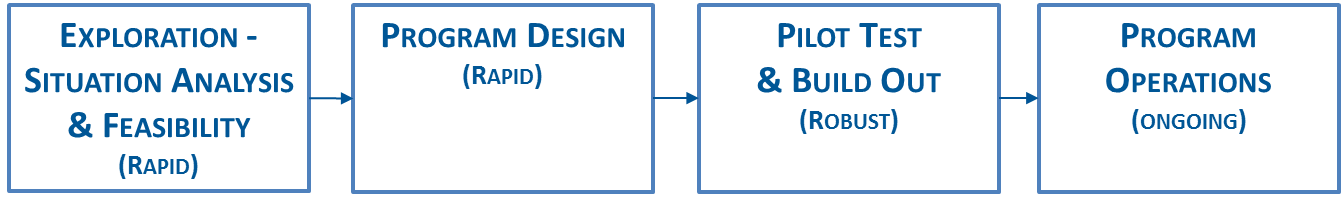 EXPLORATION -
SITUATION ANALYSIS
& FEASIBILITY
(RAPID)
PROGRAM DESIGN
(RAPID)
PILOT TEST
& BUILD OUT
(ROBUST)
PROGRAM
OPERATIONS
(ONGOING)